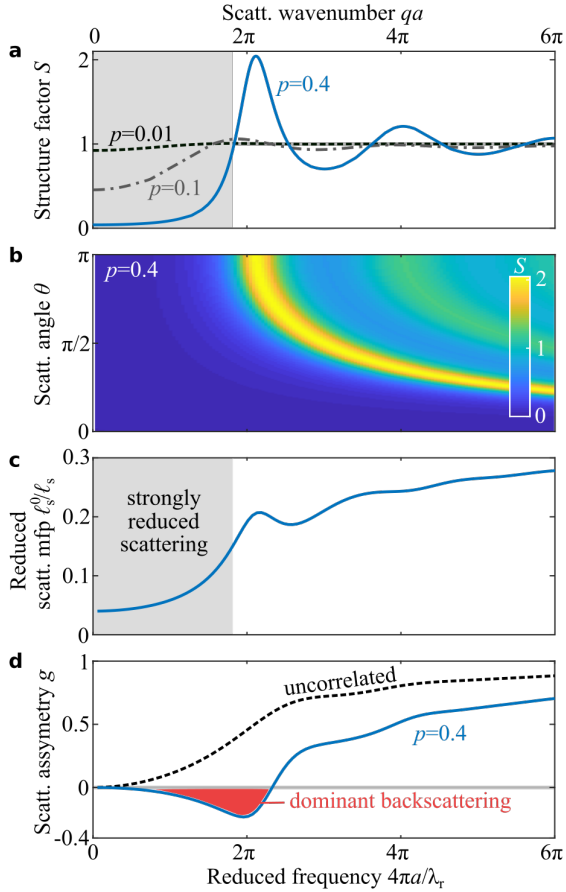 Scatt. wavenumber qa
0 2π 4π 6π
a
Structure factor S
2
1
0
p=0.4
p=0.01
p=0.1
b
Scatt. angle θ
π
π/2
0
p=0.4
S
2
1
0
c
Reduced
scatt. mfp ℓₛ⁰/ℓₛ
0.3
0.2
0.1
0
strongly
reduced
scattering
d
Scatt. assymetry g
1
0.5
0
-0.4
uncorrelated
p=0.4
dominant backscattering
0 2π 4π 6π
Reduced frequency 4πa/λᵣ